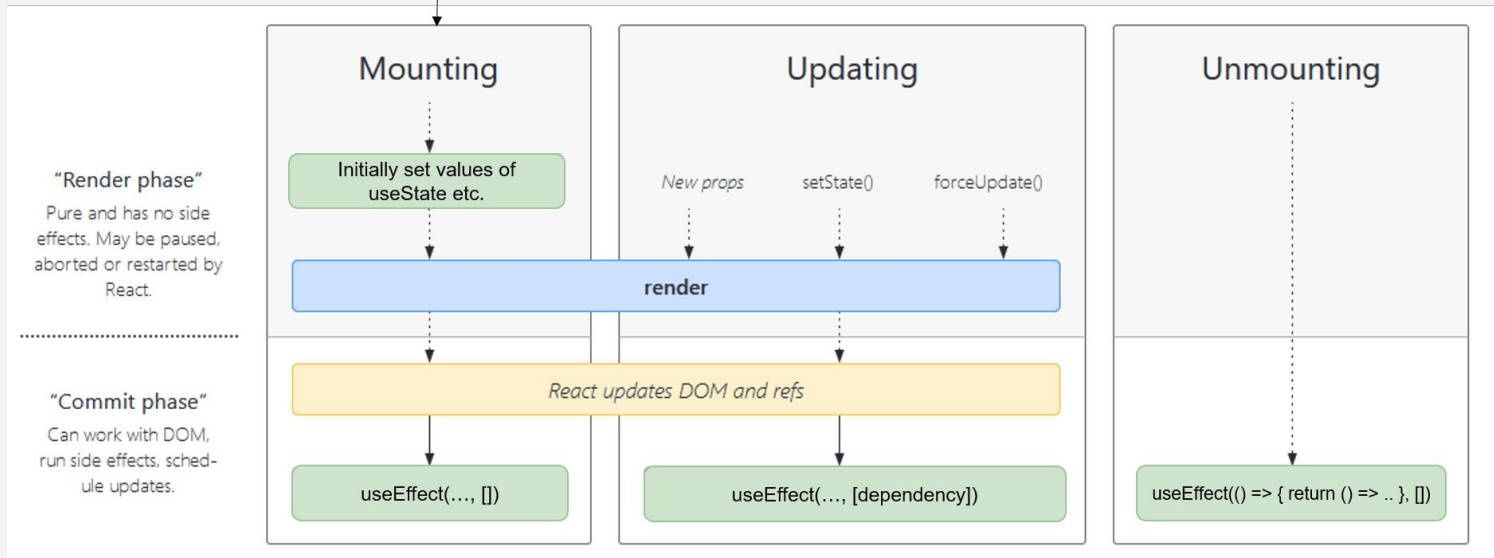 Mounting
Updating
Unmounting
“Render phase”
Pure and has no side
effects. May be paused,
aborted or restarted by
React.
Initially set values of
useState etc.
New props
setState()
forceUpdate()
render
“Commit phase”
Can work with DOM,
run side effects, sched-
ule updates.
React updates DOM and refs
useEffect(…, [])
useEffect(…, [dependency])
useEffect(() => { return () => .. }, [])